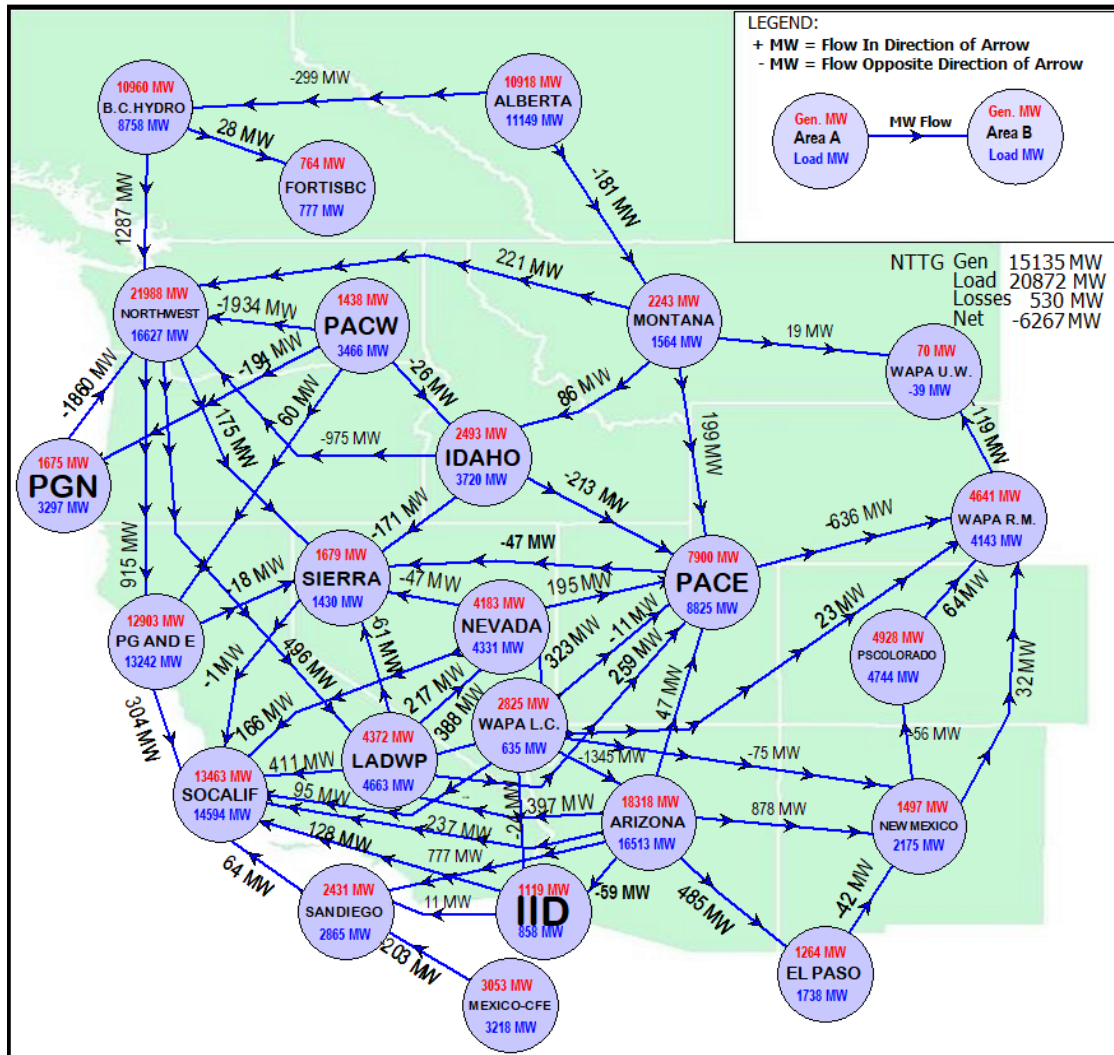 LEGEND:
+ MW = Flow In Direction of Arrow
- MW = Flow Opposite Direction of Arrow
Gen. MW
Area A
Load MW
MW Flow
Gen. MW
Area B
Load MW
NTTG Gen 15135 MW
Load 20872 MW
Losses 530 MW
Net -6267 MW
10960 MW
B.C.HYDRO
8758 MW
-299 MW
10918 MW
ALBERTA
11149 MW
28 MW
764 MW
FORTISBC
777 MW
-181 MW
1287 MW
221 MW
21988 MW
NORTHWEST
16627 MW
-1934 MW
1438 MW
PACW
3466 MW
2243 MW
MONTANA
1564 MW
19 MW
70 MW
WAPA U.W.
-39 MW
-191 MW
-26 MW
86 MW
-1860 MW
175 MW
60 MW
-975 MW
199 MW
-119 MW
1675 MW
PGN
3297 MW
2493 MW
IDAHO
3720 MW
-213 MW
4641 MW
WAPA R.M.
4143 MW
-636 MW
915 MW
-171 MW
-47 MW
1679 MW
SIERRA
1430 MW
-47 MW
195 MW
7900 MW
PACE
8825 MW
-18 MW
4183 MW
NEVADA
4331 MW
23 MW
64 MW
12903 MW
PG AND E
13242 MW
-61 MW
323 MW
-11 MW
259 MW
4928 MW
PSCOLORADO
4744 MW
32 MW
-1 MW
496 MW
217 MW
388 MW
47 MW
304 MW
-166 MW
2825 MW
WAPA L.C.
635 MW
-56 MW
4372 MW
LADWP
4663 MW
-1345 MW
-75 MW
13463 MW
SOCALIF
14594 MW
411 MW
95 MW
397 MW
18318 MW
ARIZONA
16513 MW
878 MW
1497 MW
NEW MEXICO
2175 MW
237 MW
128 MW
777 MW
64 MW
-59 MW
485 MW
-42 MW
2431 MW
SANDIEGO
2865 MW
11 MW
1119 MW
IID
858 MW
-203 MW
3053 MW
MEXICO-CFE
3218 MW
1264 MW
EL PASO
1738 MW